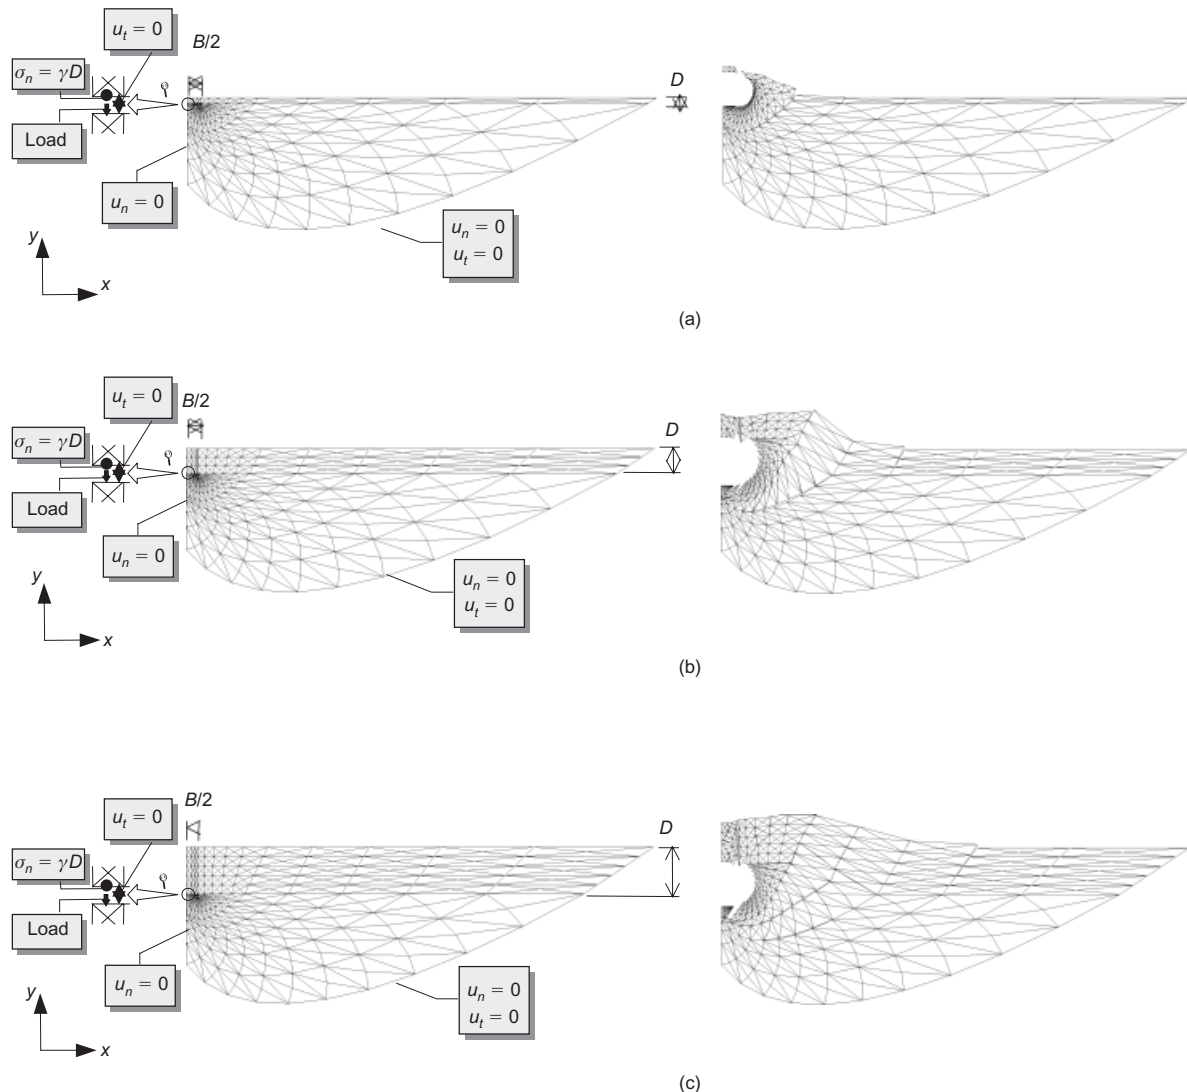 u_t = 0
B/2
σ_n = γD
D
Load
u_n = 0
u_n = 0
u_t = 0
y
x
(a)
u_t = 0
B/2
σ_n = γD
D
Load
u_n = 0
u_n = 0
u_t = 0
y
x
(b)
u_t = 0
B/2
σ_n = γD
D
Load
u_n = 0
u_n = 0
u_t = 0
y
x
(c)